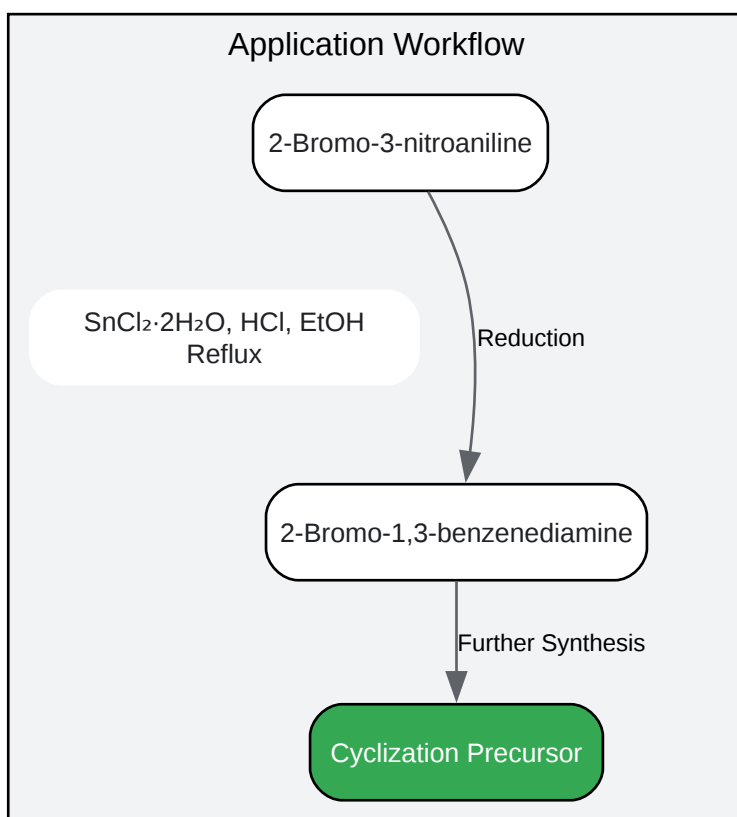 Application Workflow
2-Bromo-3-nitroaniline
SnCl₂·2H₂O, HCl, EtOH
Reflux
Reduction
2-Bromo-1,3-benzenediamine
Further Synthesis
Cyclization Precursor